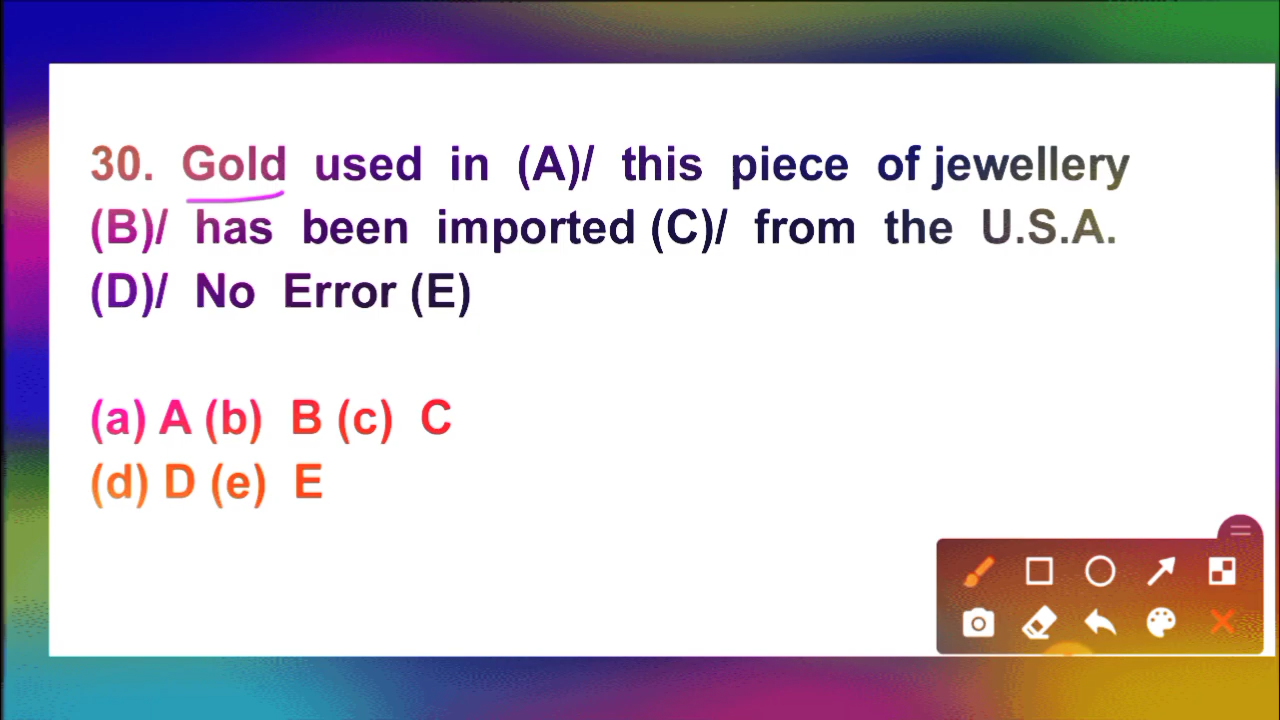 30. Gold used in (A)/ this piece of jewellery
(B)/ has been imported (C)/ from the U.S.A.
(D)/ No Error (E)
(a) A (b) B (c) C
(d) D (e) E